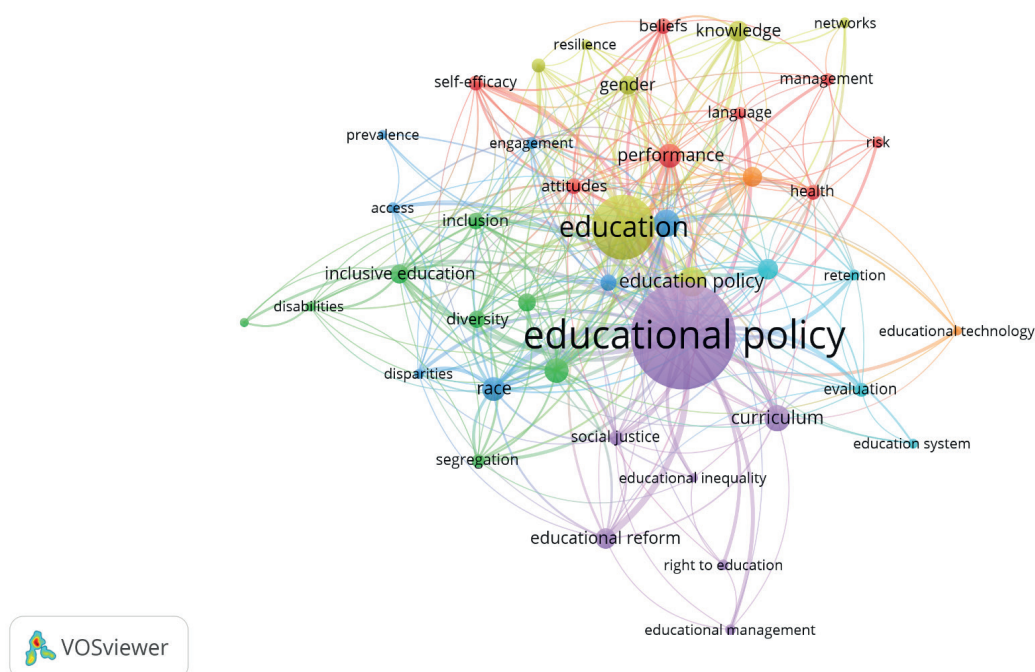 networks
beliefs
knowledge
resilience
self-efficacy
gender
management
language
prevalence
engagement
risk
performance
attitudes
health
access
inclusion
education
inclusive education
education policy
retention
disabilities
diversity
educational policy
educational technology
disparities
race
evaluation
curriculum
social justice
education system
segregation
educational inequality
educational reform
right to education
educational management
VOSviewer